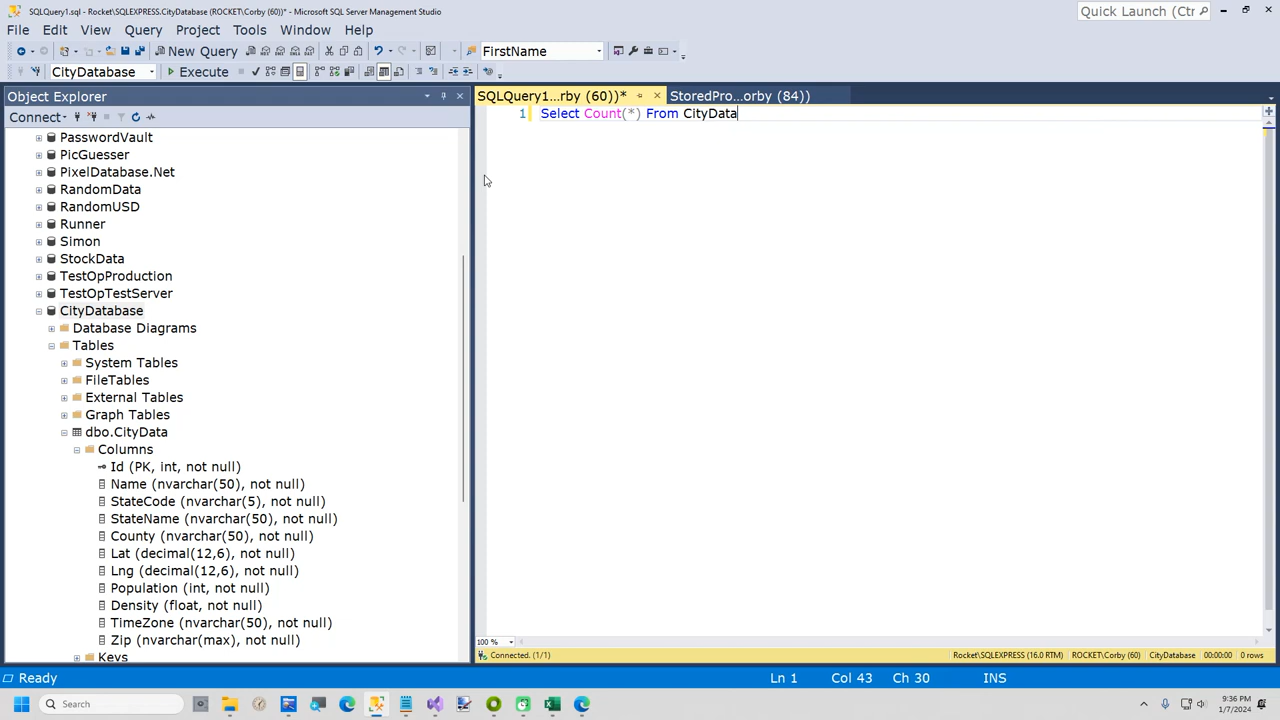 SQLQuery1.sql - Rocket\SQLEXPRESS.CityDatabase (ROCKET\Corby (60))* - Microsoft SQL Server Management Studio
Quick Launch (Ctr
File Edit View Query Project Tools Window Help
New Query
FirstName
CityDatabase
Execute
Object Explorer
SQLQuery1...rby (60))*
StoredPro...orby (84))
Connect
1 Select Count(*) From CityData
PasswordVault
PicGuesser
PixelDatabase.Net
RandomData
RandomUSD
Runner
Simon
StockData
TestOpProduction
TestOpTestServer
CityDatabase
Database Diagrams
Tables
System Tables
FileTables
External Tables
Graph Tables
dbo.CityData
Columns
Id (PK, int, not null)
Name (nvarchar(50), not null)
StateCode (nvarchar(5), not null)
StateName (nvarchar(50), not null)
County (nvarchar(50), not null)
Lat (decimal(12,6), not null)
Lng (decimal(12,6), not null)
Population (int, not null)
Density (float, not null)
TimeZone (nvarchar(50), not null)
Zip (nvarchar(max), not null)
Keys
100 %
Connected. (1/1)
Rocket\SQLEXPRESS (16.0 RTM)
ROCKET\Corby (60)
CityDatabase
00:00:00
0 rows
Ready
Ln 1
Col 43
Ch 30
INS
Search
9:36 PM
1/7/2024